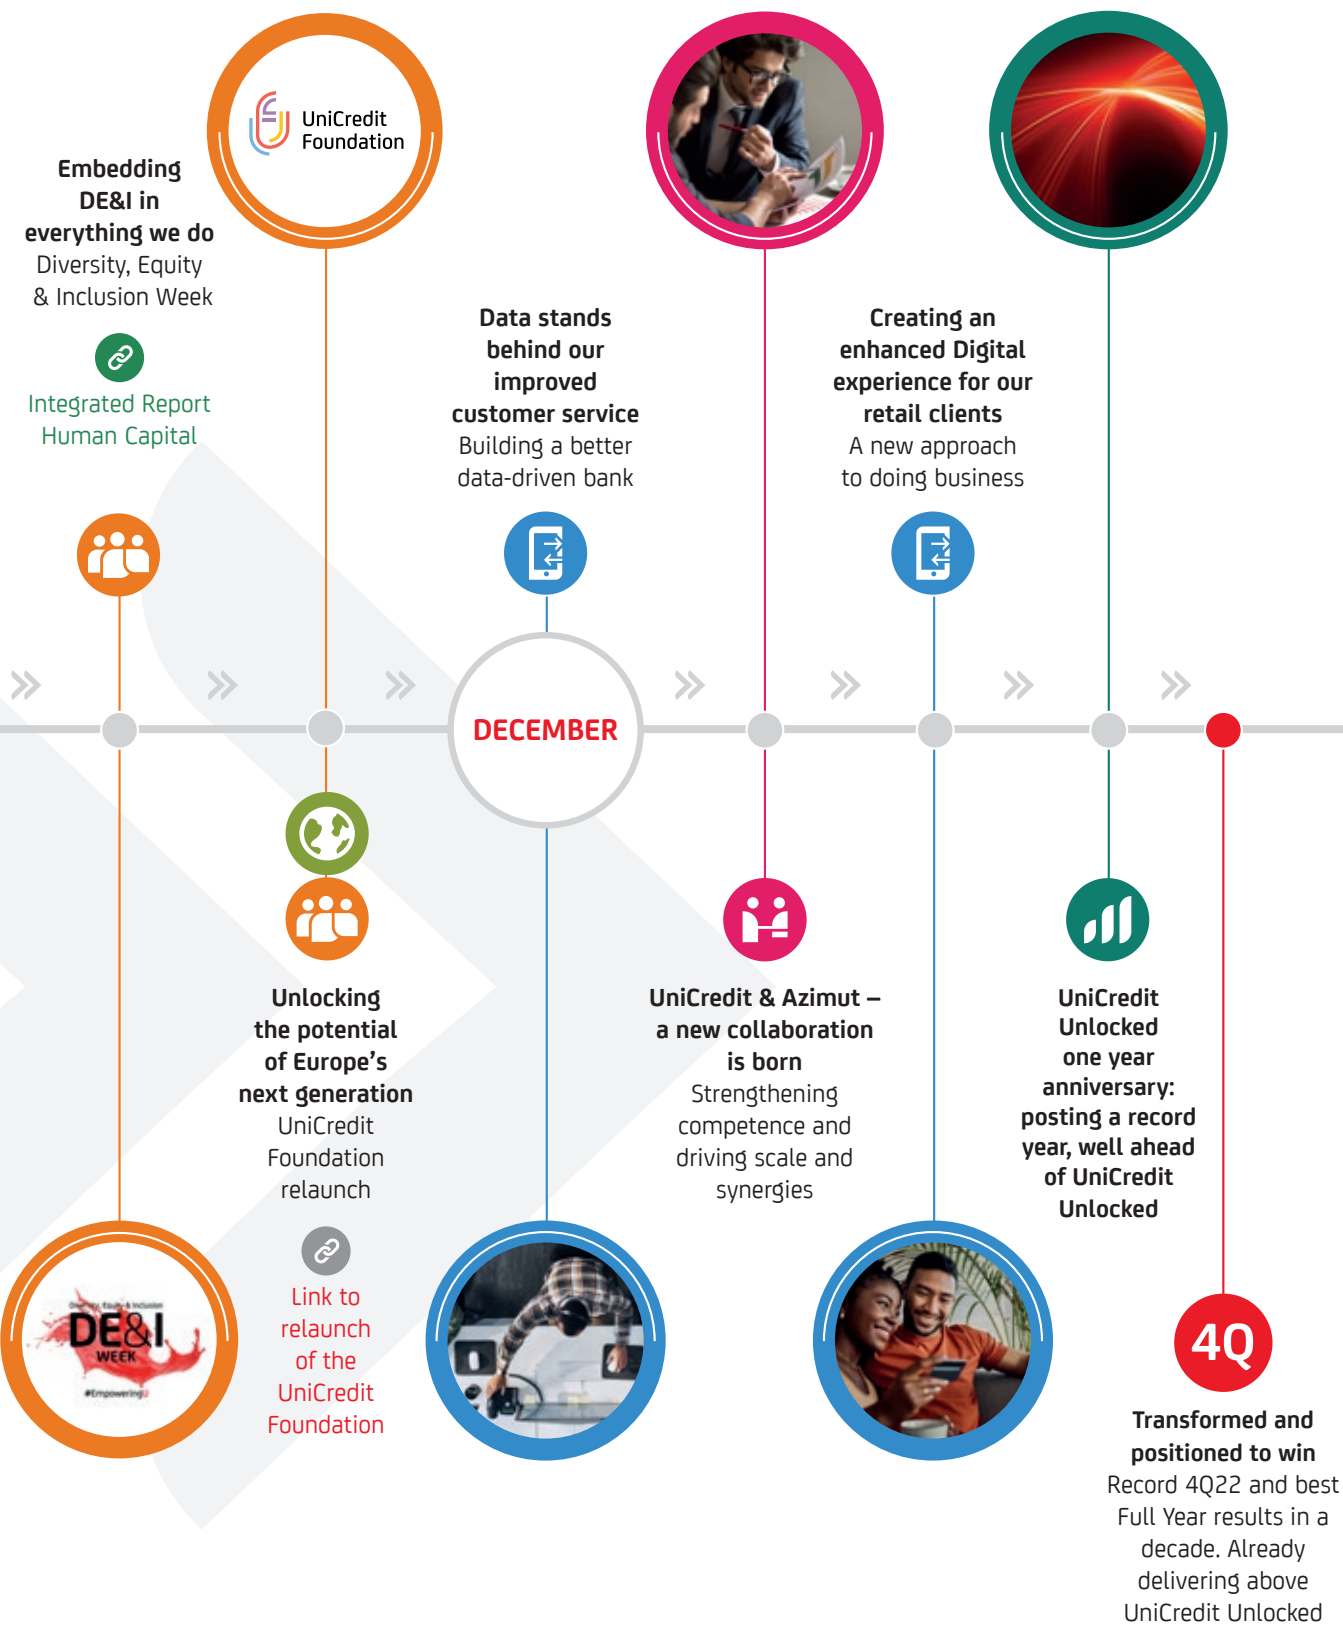 UniCredit
Foundation
Embedding
DE&I in
everything we do
Diversity, Equity
& Inclusion Week
Integrated Report
Human Capital
Data stands
behind our
improved
customer service
Building a better
data-driven bank
Creating an
enhanced Digital
experience for our
retail clients
A new approach
to doing business
DECEMBER
Unlocking
the potential
of Europe's
next generation
UniCredit
Foundation
relaunch
Link to
relaunch
of the
UniCredit
Foundation
UniCredit & Azimut –
a new collaboration
is born
Strengthening
competence and
driving scale and
synergies
UniCredit
Unlocked
one year
anniversary:
posting a record
year, well ahead
of UniCredit
Unlocked
Diversity, Equity & Inclusion
DE&I
WEEK
#EmpoweringU
4Q
Transformed and
positioned to win
Record 4Q22 and best
Full Year results in a
decade. Already
delivering above
UniCredit Unlocked